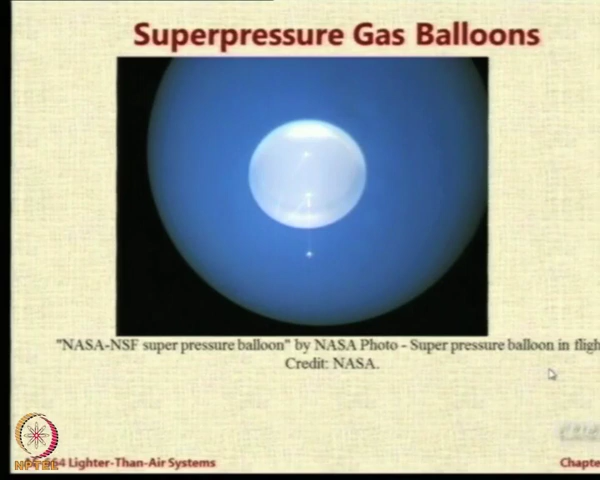 Superpressure Gas Balloons
"NASA-NSF super pressure balloon" by NASA Photo - Super pressure balloon in fligh
Credit: NASA.
NPTEL
64 Lighter-Than-Air Systems
Chapte